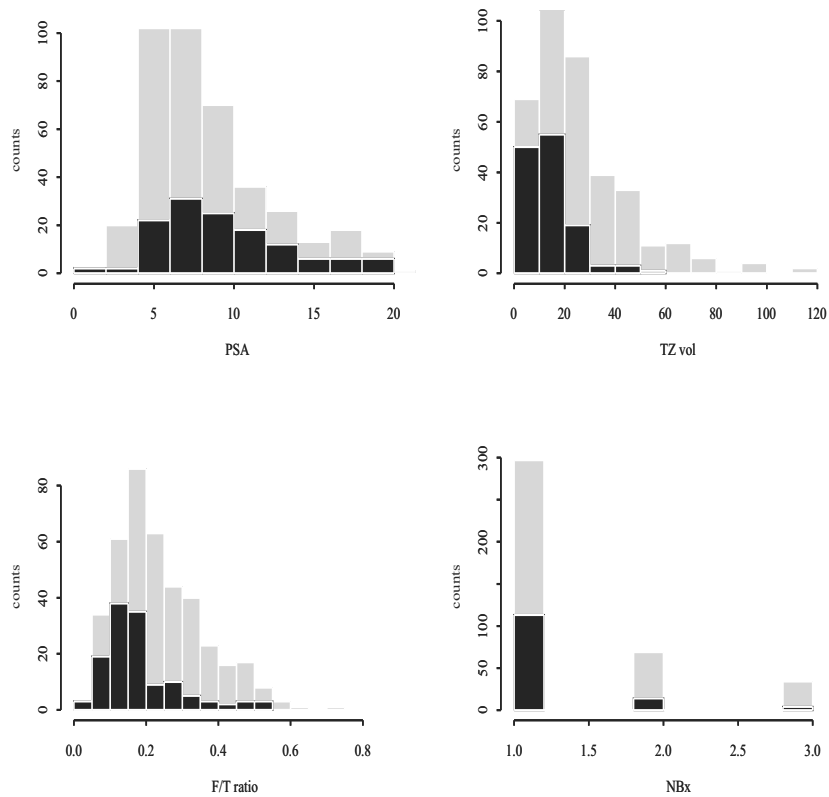 counts
0 20 40 60 80 100
0 5 10 15 20
PSA
counts
0 20 40 60 80 100
0 20 40 60 80 100 120
TZ vol
counts
0 20 40 60 80
0.0 0.2 0.4 0.6 0.8
F/T ratio
counts
0 50 100 200 300
1.0 1.5 2.0 2.5 3.0
NBx